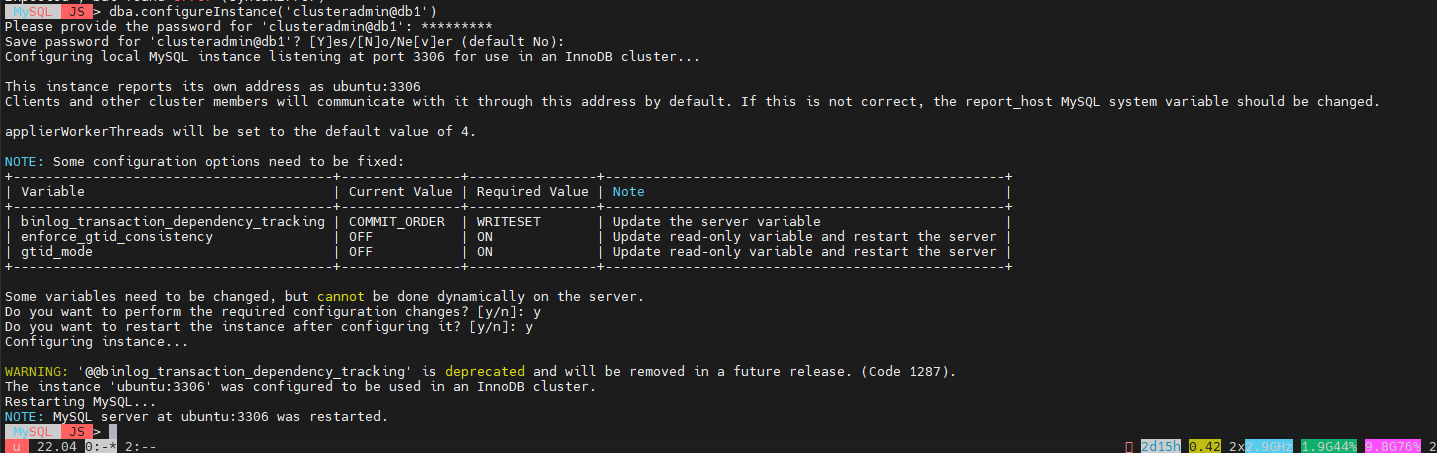 MySQL JS > dba.configureInstance('clusteradmin@db1')
Please provide the password for 'clusteradmin@db1': *********
Save password for 'clusteradmin@db1'? [Y]es/[N]o/Ne[v]er (default No):
Configuring local MySQL instance listening at port 3306 for use in an InnoDB cluster...
This instance reports its own address as ubuntu:3306
Clients and other cluster members will communicate with it through this address by default. If this is not correct, the report_host MySQL system variable should be changed.
applierWorkerThreads will be set to the default value of 4.
NOTE: Some configuration options need to be fixed:
+----------------------------------------+---------------+----------------+--------------------------------------------------+
| Variable | Current Value | Required Value | Note |
+----------------------------------------+---------------+----------------+--------------------------------------------------+
| binlog_transaction_dependency_tracking | COMMIT_ORDER | WRITESET | Update the server variable |
| enforce_gtid_consistency | OFF | ON | Update read-only variable and restart the server |
| gtid_mode | OFF | ON | Update read-only variable and restart the server |
+----------------------------------------+---------------+----------------+--------------------------------------------------+
Some variables need to be changed, but cannot be done dynamically on the server.
Do you want to perform the required configuration changes? [y/n]: y
Do you want to restart the instance after configuring it? [y/n]: y
Configuring instance...
WARNING: '@@binlog_transaction_dependency_tracking' is deprecated and will be removed in a future release. (Code 1287).
The instance 'ubuntu:3306' was configured to be used in an InnoDB cluster.
Restarting MySQL...
NOTE: MySQL server at ubuntu:3306 was restarted.
MySQL JS >
u 22.04 0:-* 2:-- 2d15h 0.42 2x2.9GHz 1.9G44% 9.8G76% 2